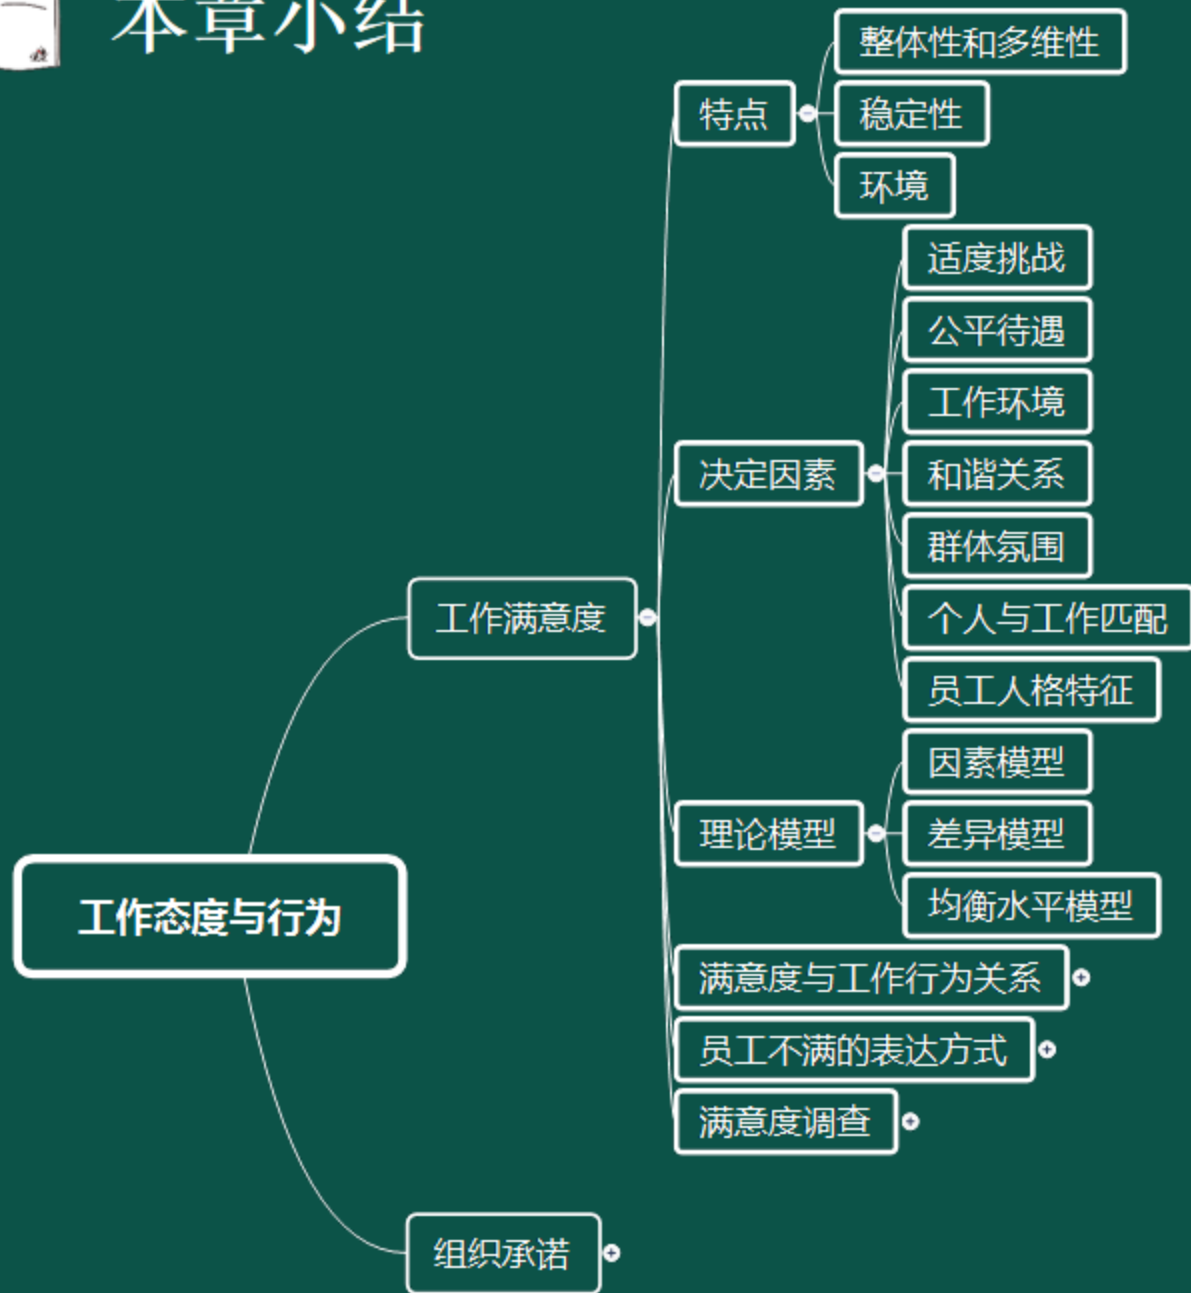 本章小结
整体性和多维性
特点
稳定性
环境
适度挑战
公平待遇
工作环境
决定因素
和谐关系
群体氛围
个人与工作匹配
工作满意度
员工人格特征
因素模型
理论模型
差异模型
均衡水平模型
工作态度与行为
满意度与工作行为关系
员工不满的表达方式
满意度调查
组织承诺